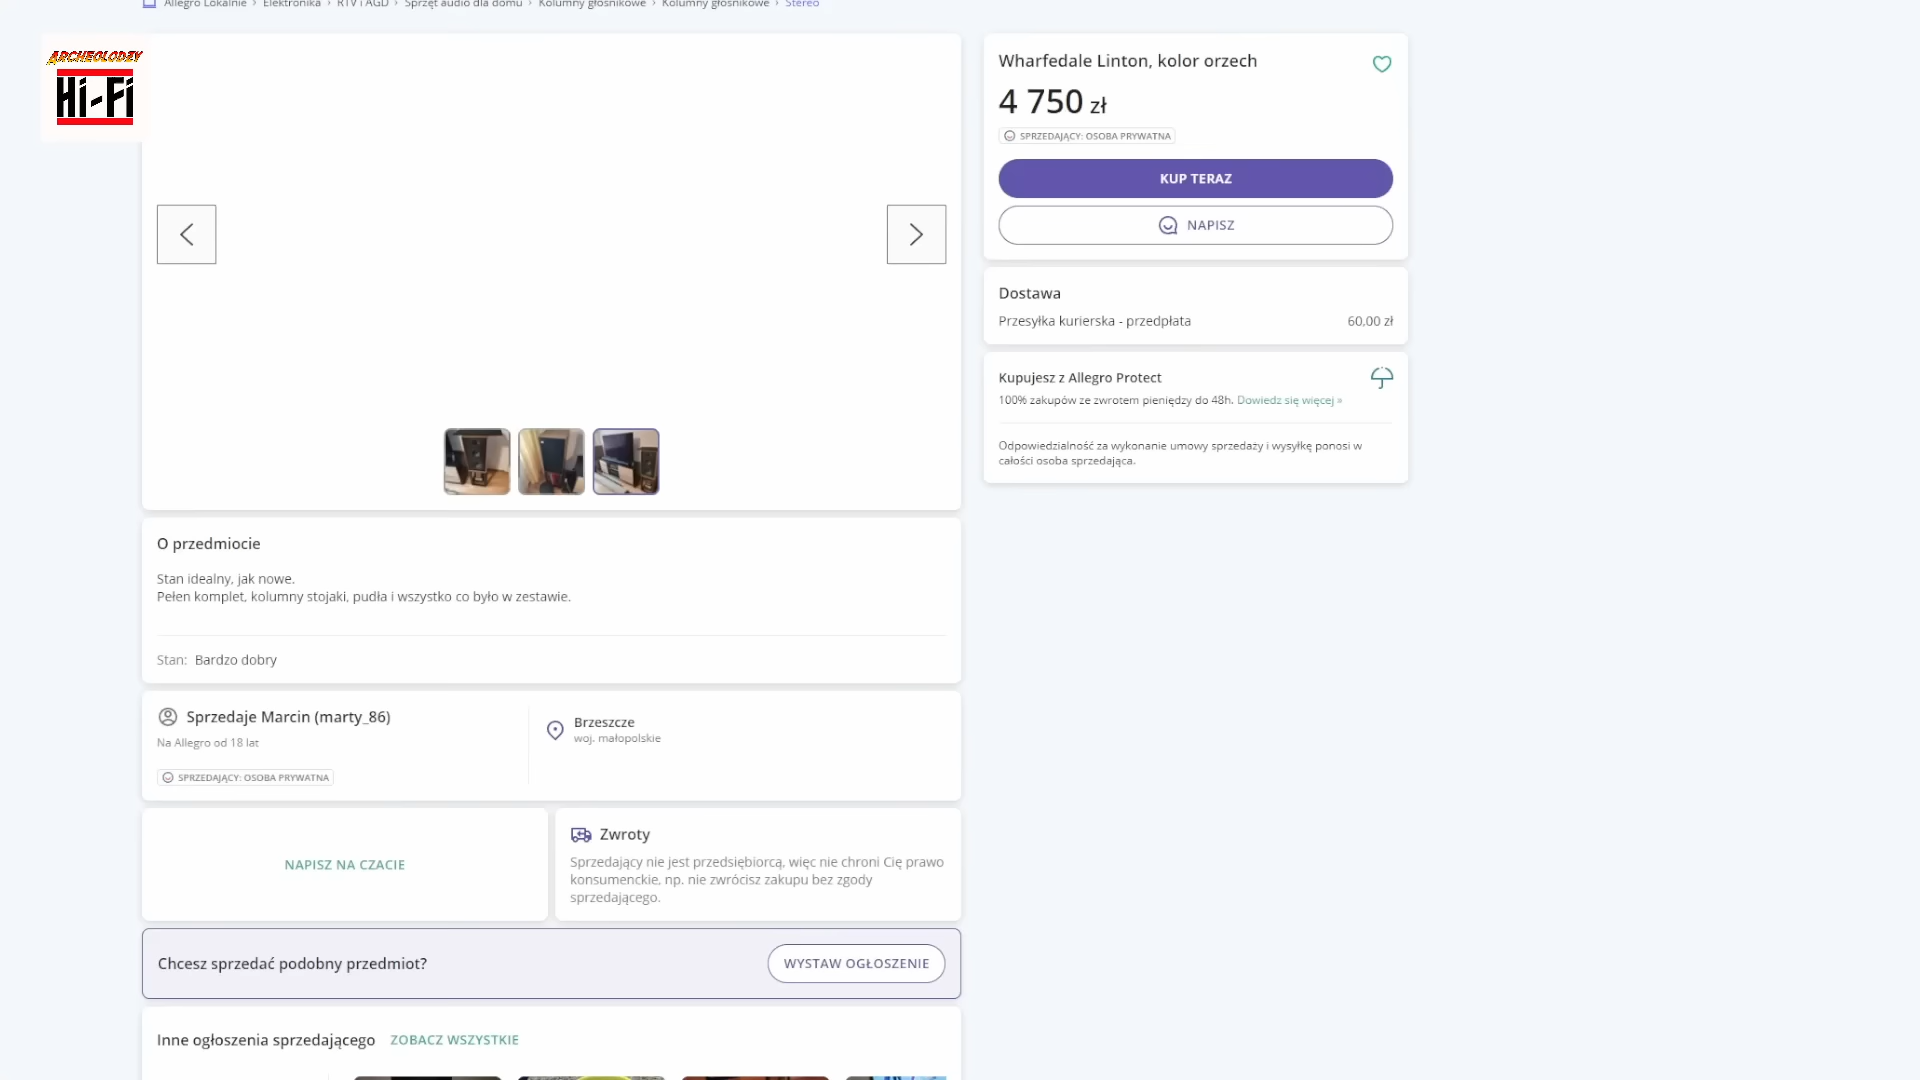 Allegro Lokalnie › Elektronika › RTV i AGD › Sprzęt audio dla domu › Kolumny głośnikowe › Kolumny głośnikowe › Stereo
ARCHEOLODZY
Hi-Fi
Wharfedale Linton, kolor orzech
4 750 zł
SPRZEDAJĄCY: OSOBA PRYWATNA
KUP TERAZ
NAPISZ
Dostawa
Przesyłka kurierska - przedpłata 60,00 zł
Kupujesz z Allegro Protect
100% zakupów ze zwrotem pieniędzy do 48h. Dowiedz się więcej »
Odpowiedzialność za wykonanie umowy sprzedaży i wysyłkę ponosi w
całości osoba sprzedająca.
O przedmiocie
Stan idealny, jak nowe.
Pełen komplet, kolumny stojaki, pudła i wszystko co było w zestawie.
Stan: Bardzo dobry
Sprzedaje Marcin (marty_86)
Na Allegro od 18 lat
SPRZEDAJĄCY: OSOBA PRYWATNA
Brzeszcze
woj. małopolskie
NAPISZ NA CZACIE
Zwroty
Sprzedający nie jest przedsiębiorcą, więc nie chroni Cię prawo
konsumenckie, np. nie zwrócisz zakupu bez zgody
sprzedającego.
Chcesz sprzedać podobny przedmiot?
WYSTAW OGŁOSZENIE
Inne ogłoszenia sprzedającego ZOBACZ WSZYSTKIE